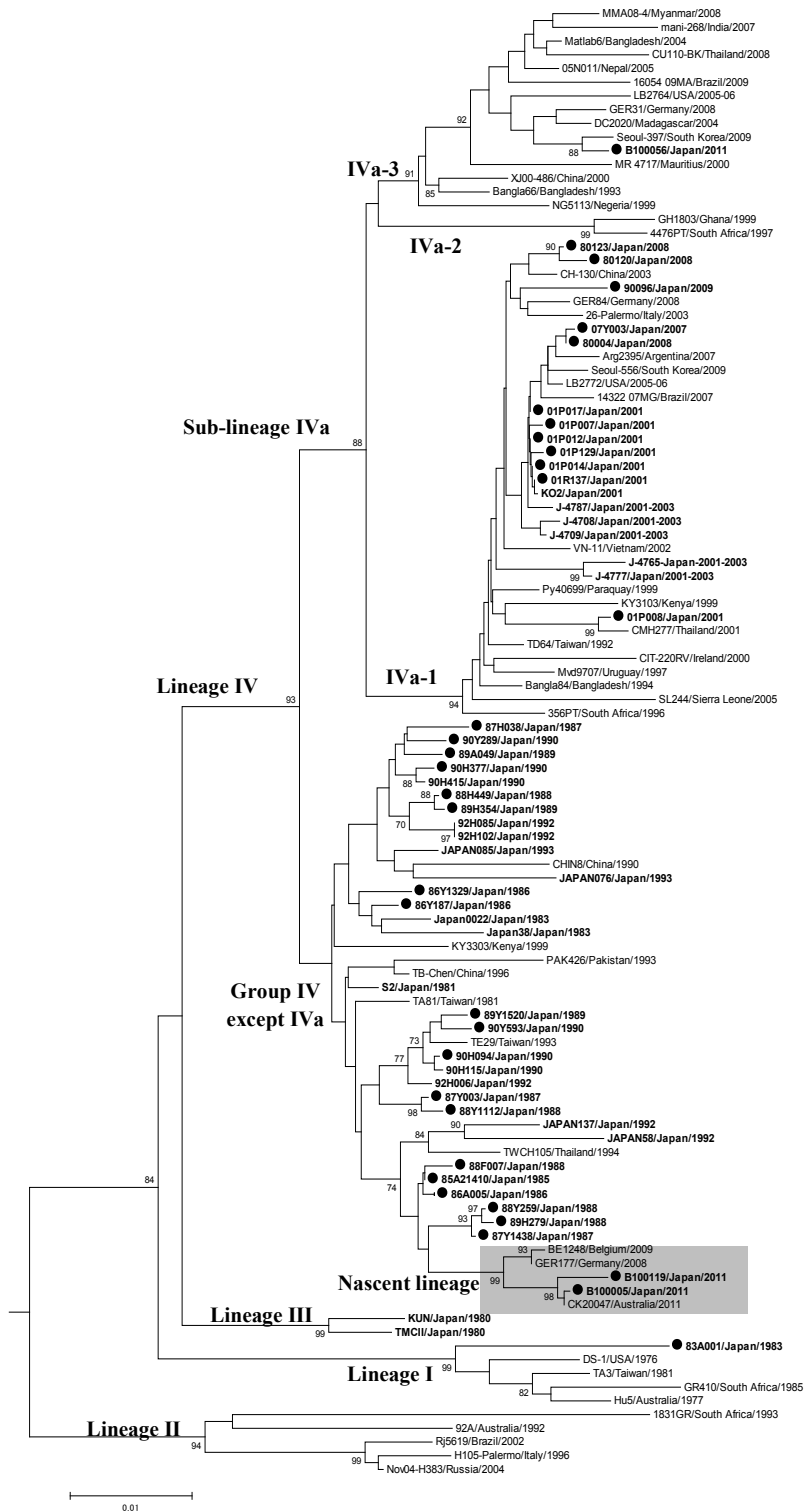 MMA08-4/Myanmar/2008
mani-268/India/2007
Matlab6/Bangladesh/2004
CU110-BK/Thailand/2008
05N011/Nepal/2005
16054 09MA/Brazil/2009
LB2764/USA/2005-06
GER31/Germany/2008
92
DC2020/Madagascar/2004
Seoul-397/South Korea/2009
88
B100056/Japan/2011
MR 4717/Mauritius/2000
IVa-3
91
XJ00-486/China/2000
85
Bangla66/Bangladesh/1993
NG5113/Negeria/1999
GH1803/Ghana/1999
99
4476PT/South Africa/1997
IVa-2
90
80123/Japan/2008
80120/Japan/2008
CH-130/China/2003
90096/Japan/2009
GER84/Germany/2008
26-Palermo/Italy/2003
07Y003/Japan/2007
80004/Japan/2008
Arg2395/Argentina/2007
Seoul-556/South Korea/2009
LB2772/USA/2005-06
14322 07MG/Brazil/2007
01P017/Japan/2001
Sub-lineage IVa
01P007/Japan/2001
01P012/Japan/2001
88
01P129/Japan/2001
01P014/Japan/2001
01R137/Japan/2001
KO2/Japan/2001
J-4787/Japan/2001-2003
J-4708/Japan/2001-2003
J-4709/Japan/2001-2003
VN-11/Vietnam/2002
J-4765-Japan-2001-2003
99
J-4777/Japan/2001-2003
Py40699/Paraquay/1999
KY3103/Kenya/1999
01P008/Japan/2001
99
CMH277/Thailand/2001
TD64/Taiwan/1992
CIT-220RV/Ireland/2000
Mvd9707/Uruguay/1997
IVa-1
Bangla84/Bangladesh/1994
Lineage IV
SL244/Sierra Leone/2005
93
94
356PT/South Africa/1996
87H038/Japan/1987
90Y289/Japan/1990
89A049/Japan/1989
90H377/Japan/1990
88
90H415/Japan/1990
88
88H449/Japan/1988
89H354/Japan/1989
70
92H085/Japan/1992
97
92H102/Japan/1992
JAPAN085/Japan/1993
CHIN8/China/1990
JAPAN076/Japan/1993
86Y1329/Japan/1986
86Y187/Japan/1986
Japan0022/Japan/1983
Japan38/Japan/1983
KY3303/Kenya/1999
PAK426/Pakistan/1993
TB-Chen/China/1996
S2/Japan/1981
Group IV
except IVa
TA81/Taiwan/1981
89Y1520/Japan/1989
90Y593/Japan/1990
73
TE29/Taiwan/1993
90H094/Japan/1990
77
90H115/Japan/1990
92H006/Japan/1992
87Y003/Japan/1987
98
88Y1112/Japan/1988
90
JAPAN137/Japan/1992
84
JAPAN58/Japan/1992
TWCH105/Thailand/1994
88F007/Japan/1988
85A21410/Japan/1985
74
86A005/Japan/1986
84
97
88Y259/Japan/1988
93
89H279/Japan/1988
87Y1438/Japan/1987
93
BE1248/Belgium/2009
GER177/Germany/2008
Nascent lineage
99
B100119/Japan/2011
98
B100005/Japan/2011
CK20047/Australia/2011
Lineage III
KUN/Japan/1980
99
TMCII/Japan/1980
83A001/Japan/1983
Lineage I
99
DS-1/USA/1976
TA3/Taiwan/1981
82
GR410/South Africa/1985
Hu5/Australia/1977
1831GR/South Africa/1993
Lineage II
92A/Australia/1992
94
Rj5619/Brazil/2002
99
H105-Palermo/Italy/1996
Nov04-H383/Russia/2004
0.01